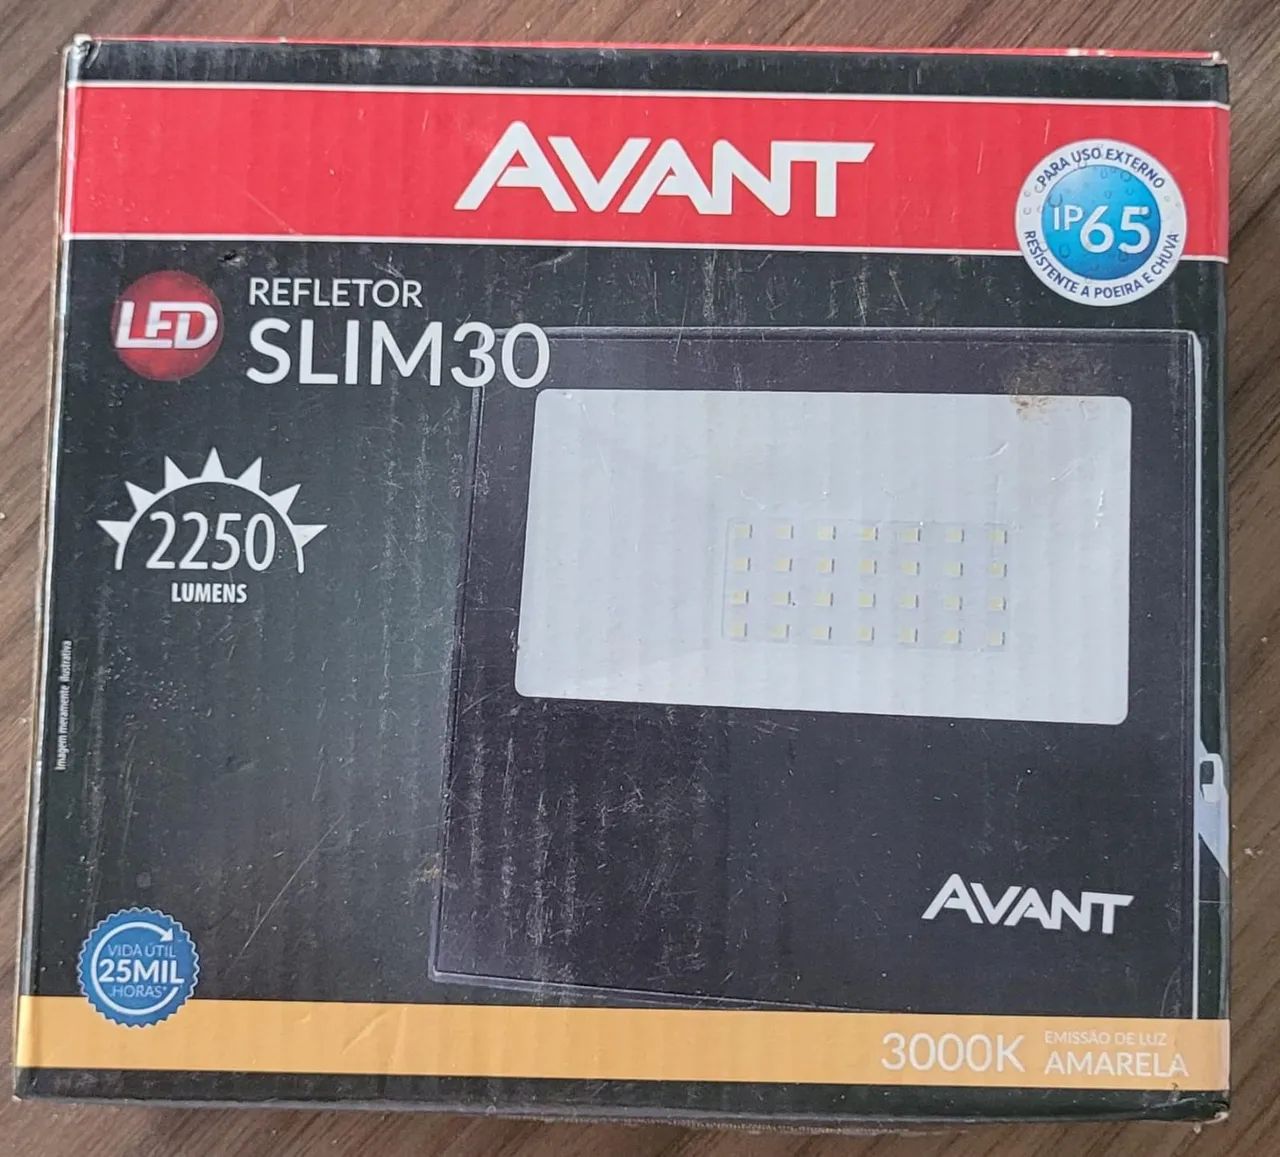 AVANT
PARA USO EXTERNO
IP65
RESISTENTE A POEIRA E CHUVA
LED
REFLETOR
SLIM30
2250
LUMENS
Imagem meramente ilustrativa
AVANT
VIDA ÚTIL
25MIL
HORAS*
3000K
EMISSÃO DE LUZ
AMARELA